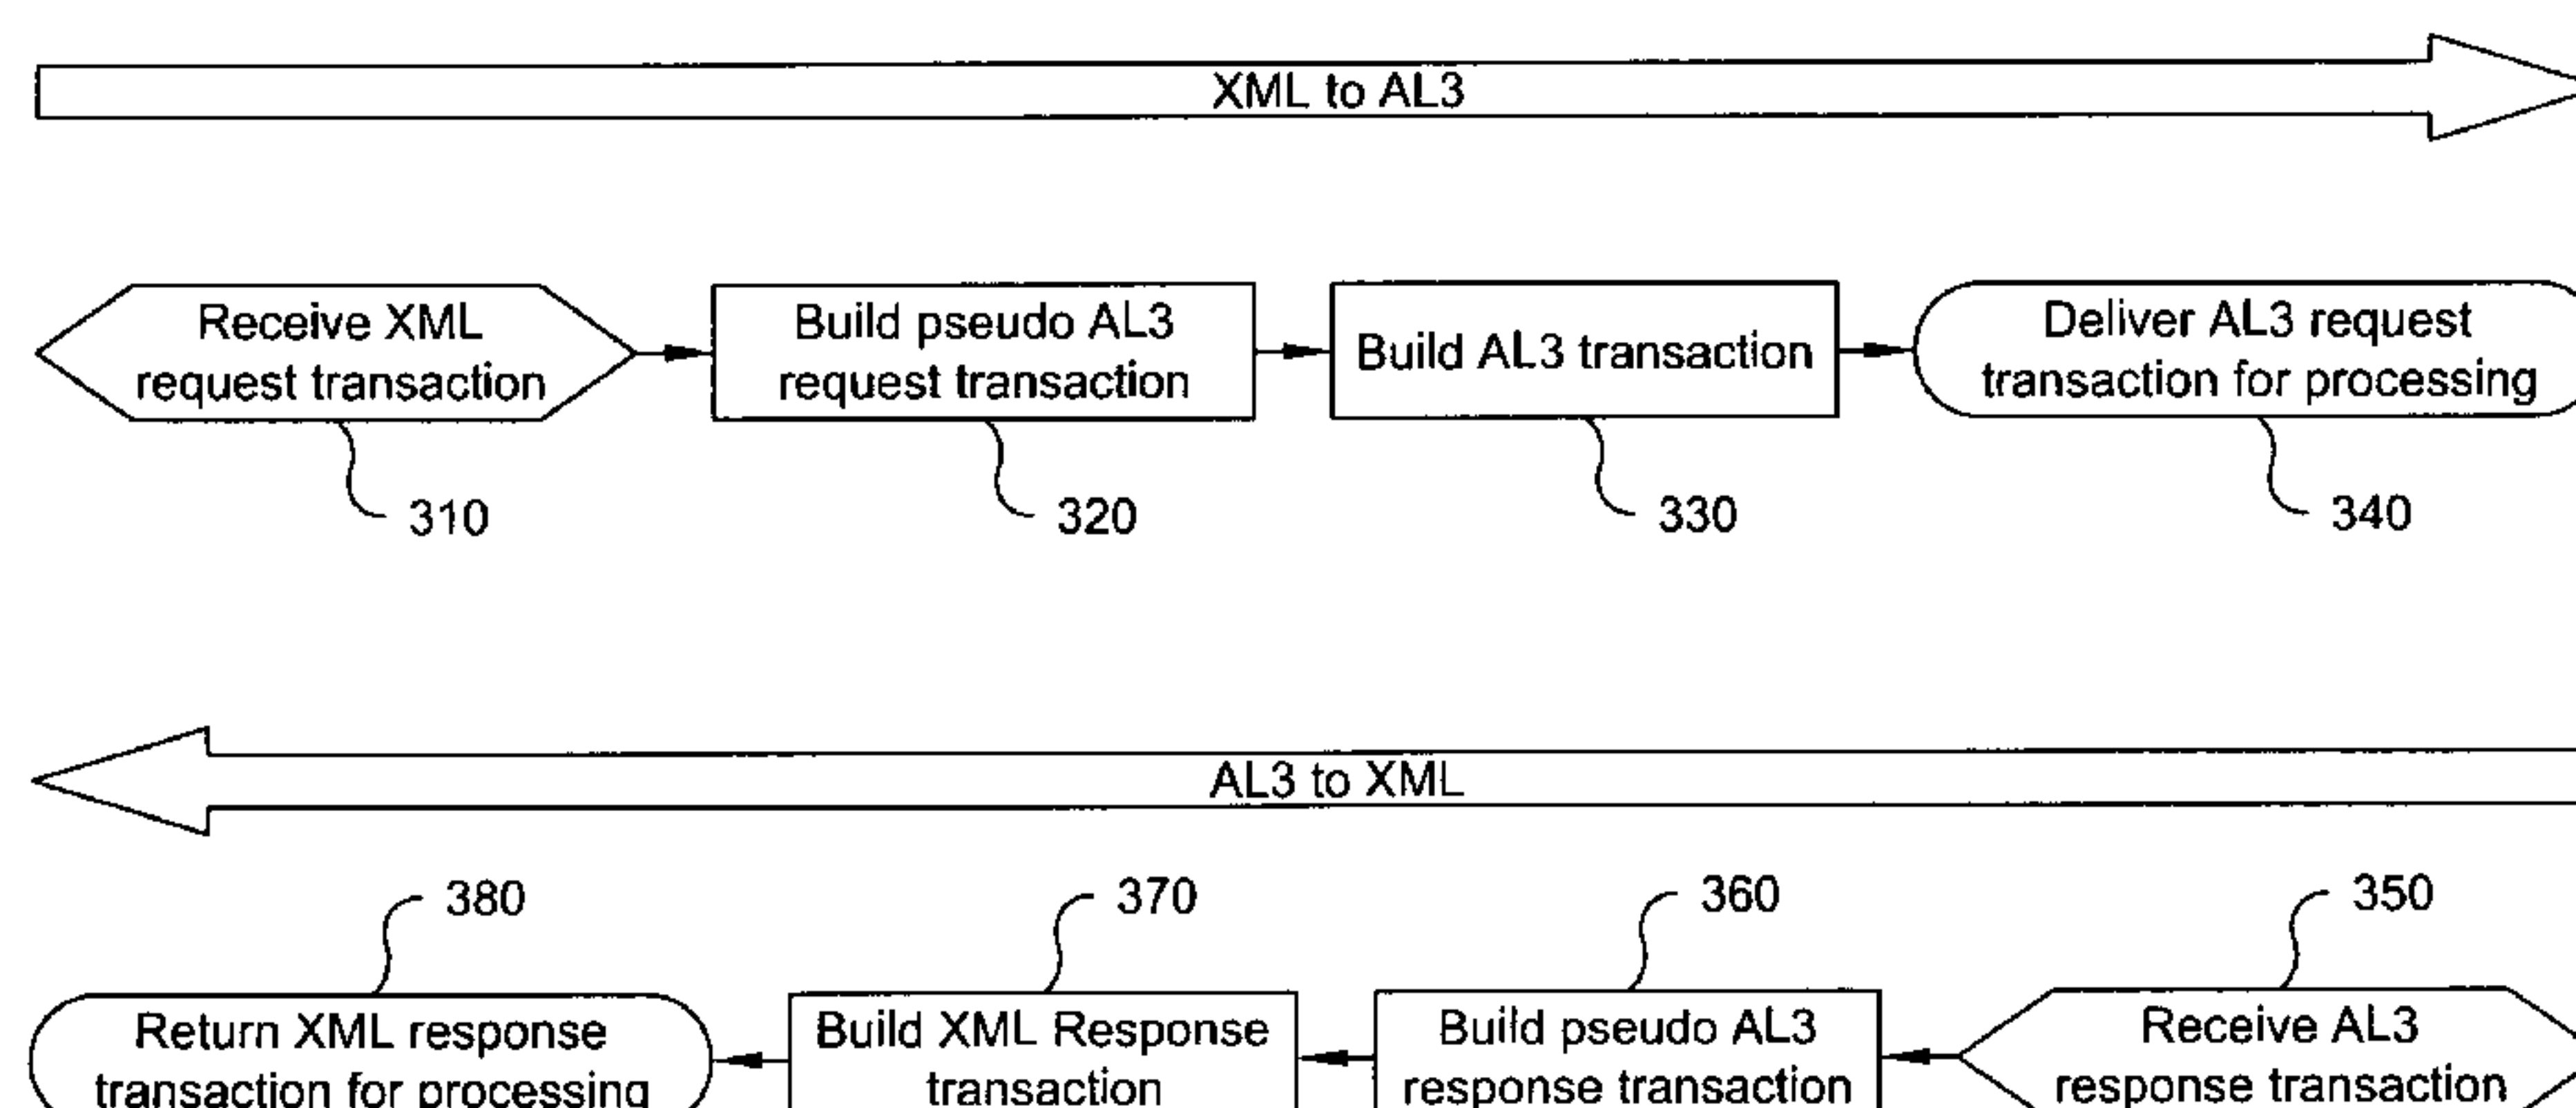 XML to AL3
Receive XML
request transaction
Build pseudo AL3
request transaction
Build AL3 transaction
Deliver AL3 request
transaction for processing
310
320
330
340
AL3 to XML
380
370
360
350
Return XML response
transaction for processing
Build XML Response
transaction
Build pseudo AL3
response transaction
Receive AL3
response transaction